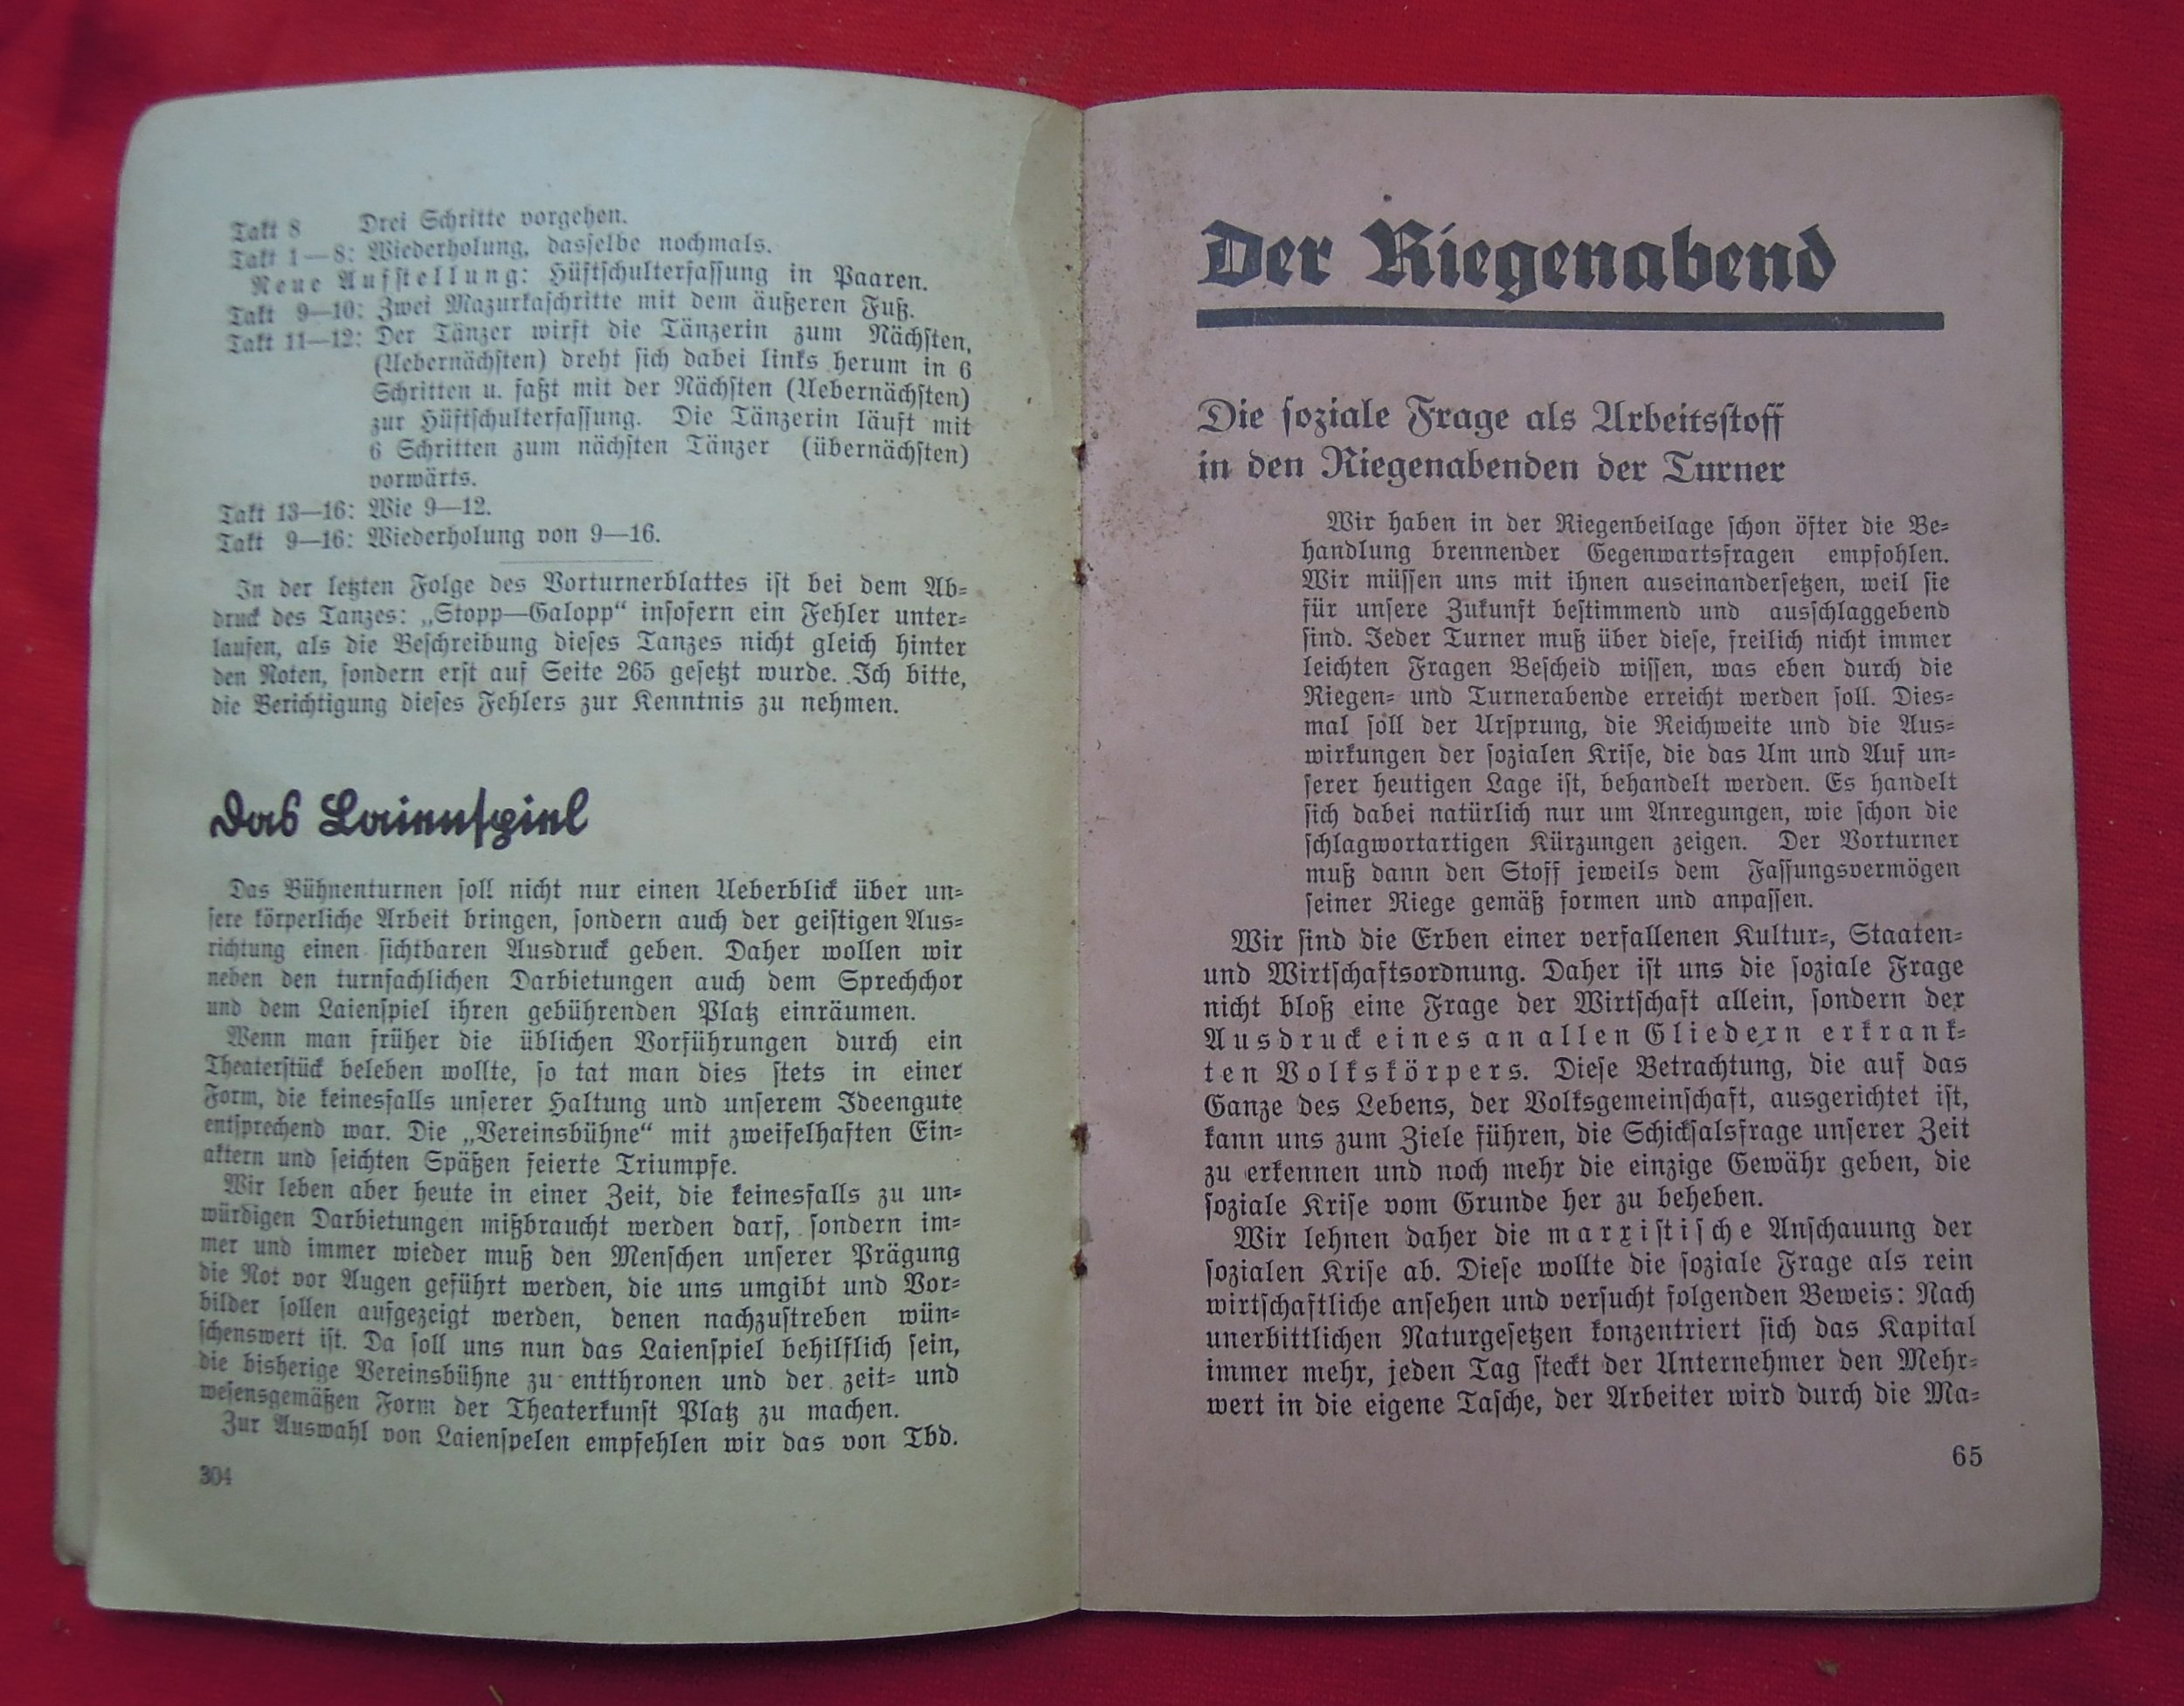 Takt 8 Drei Schritte vorgehen.
Takt 1—8: Wiederholung, dasselbe nochmals.
Neue Aufstellung: Hüftschulterfassung in Paaren.
Takt 9—10: Zwei Mazurkaschritte mit dem äußeren Fuß.
Takt 11—12: Der Tänzer wirft die Tänzerin zum Nächsten,
(Uebernächsten) dreht sich dabei links herum in 6
Schritten u. faßt mit der Nächsten (Uebernächsten)
zur Hüftschulterfassung. Die Tänzerin läuft mit
6 Schritten zum nächsten Tänzer (übernächsten)
vorwärts.
Takt 13—16: Wie 9—12.
Takt 9—16: Wiederholung von 9—16.
In der letzten Folge des Vorturnerblattes ist bei dem Ab-
druck des Tanzes: „Stopp—Galopp“ insofern ein Fehler unter-
laufen, als die Beschreibung dieses Tanzes nicht gleich hinter
den Noten, sondern erst auf Seite 265 gesetzt wurde. Ich bitte,
die Berichtigung dieses Fehlers zur Kenntnis zu nehmen.
Das Laienspiel
Das Bühnenturnen soll nicht nur einen Ueberblick über un-
sere körperliche Arbeit bringen, sondern auch der geistigen Aus-
richtung einen sichtbaren Ausdruck geben. Daher wollen wir
neben den turnfachlichen Darbietungen auch dem Sprechchor
und dem Laienspiel ihren gebührenden Platz einräumen.
Wenn man früher die üblichen Vorführungen durch ein
Theaterstück beleben wollte, so tat man dies stets in einer
Form, die keinesfalls unserer Haltung und unserem Ideengute
entsprechend war. Die „Vereinsbühne“ mit zweifelhaften Ein-
aktern und seichten Späßen feierte Triumpfe.
Wir leben aber heute in einer Zeit, die keinesfalls zu un-
würdigen Darbietungen mißbraucht werden darf, sondern im-
mer und immer wieder muß den Menschen unserer Prägung
die Not vor Augen geführt werden, die uns umgibt und Vor-
bilder sollen aufgezeigt werden, denen nachzustreben wün-
schenswert ist. Da soll uns nun das Laienspiel behilflich sein,
die bisherige Vereinsbühne zu entthronen und der zeit- und
wesensgemäßen Form der Theaterkunst Platz zu machen.
Zur Auswahl von Laienspelen empfehlen wir das von Tbd.
304
Der Riegenabend
Die soziale Frage als Arbeitsstoff
in den Riegenabenden der Turner
Wir haben in der Riegenbeilage schon öfter die Be-
handlung brennender Gegenwartsfragen empfohlen.
Wir müssen uns mit ihnen auseinandersetzen, weil sie
für unsere Zukunft bestimmend und ausschlaggebend
sind. Jeder Turner muß über diese, freilich nicht immer
leichten Fragen Bescheid wissen, was eben durch die
Riegen- und Turnerabende erreicht werden soll. Dies-
mal soll der Ursprung, die Reichweite und die Aus-
wirkungen der sozialen Krise, die das Um und Auf un-
serer heutigen Lage ist, behandelt werden. Es handelt
sich dabei natürlich nur um Anregungen, wie schon die
schlagwortartigen Kürzungen zeigen. Der Vorturner
muß dann den Stoff jeweils dem Fassungsvermögen
seiner Riege gemäß formen und anpassen.
Wir sind die Erben einer verfallenen Kultur-, Staaten-
und Wirtschaftsordnung. Daher ist uns die soziale Frage
nicht bloß eine Frage der Wirtschaft allein, sondern der
Ausdruck eines an allen Gliedern erkrank-
ten Volkskörpers. Diese Betrachtung, die auf das
Ganze des Lebens, der Volksgemeinschaft, ausgerichtet ist,
kann uns zum Ziele führen, die Schicksalsfrage unserer Zeit
zu erkennen und noch mehr die einzige Gewähr geben, die
soziale Krise vom Grunde her zu beheben.
Wir lehnen daher die marxistische Anschauung der
sozialen Krise ab. Diese wollte die soziale Frage als rein
wirtschaftliche ansehen und versucht folgenden Beweis: Nach
unerbittlichen Naturgesetzen konzentriert sich das Kapital
immer mehr, jeden Tag steckt der Unternehmer den Mehr-
wert in die eigene Tasche, der Arbeiter wird durch die Ma-
65